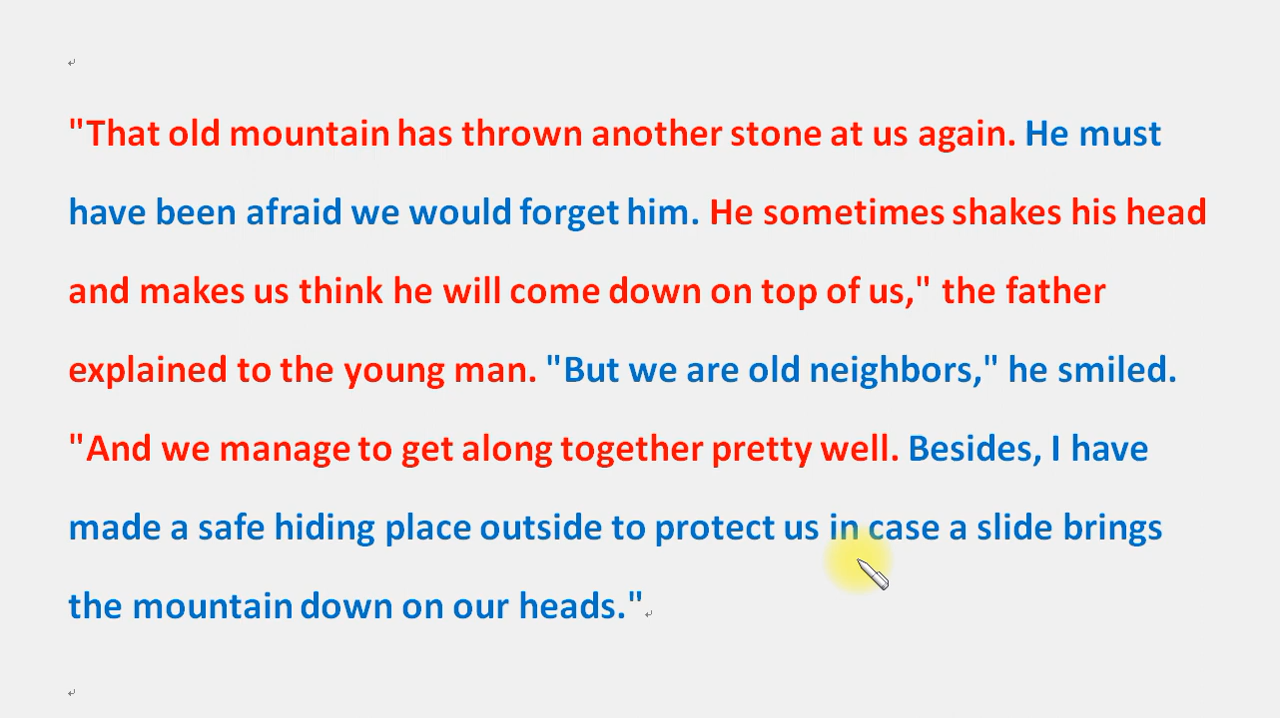 "That old mountain has thrown another stone at us again. He must
have been afraid we would forget him. He sometimes shakes his head
and makes us think he will come down on top of us," the father
explained to the young man. "But we are old neighbors," he smiled.
"And we manage to get along together pretty well. Besides, I have
made a safe hiding place outside to protect us in case a slide brings
the mountain down on our heads."